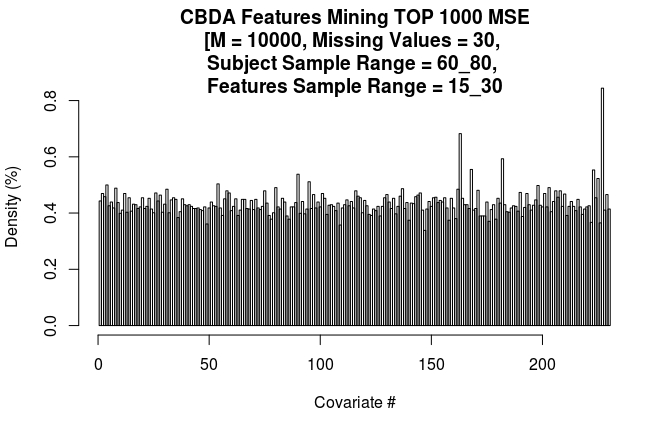 CBDA Features Mining TOP 1000 MSE
[M = 10000, Missing Values = 30,
Subject Sample Range = 60_80,
Features Sample Range = 15_30
Density (%)
0.8
0.6
0.4
0.2
0.0
0 50 100 150 200
Covariate #